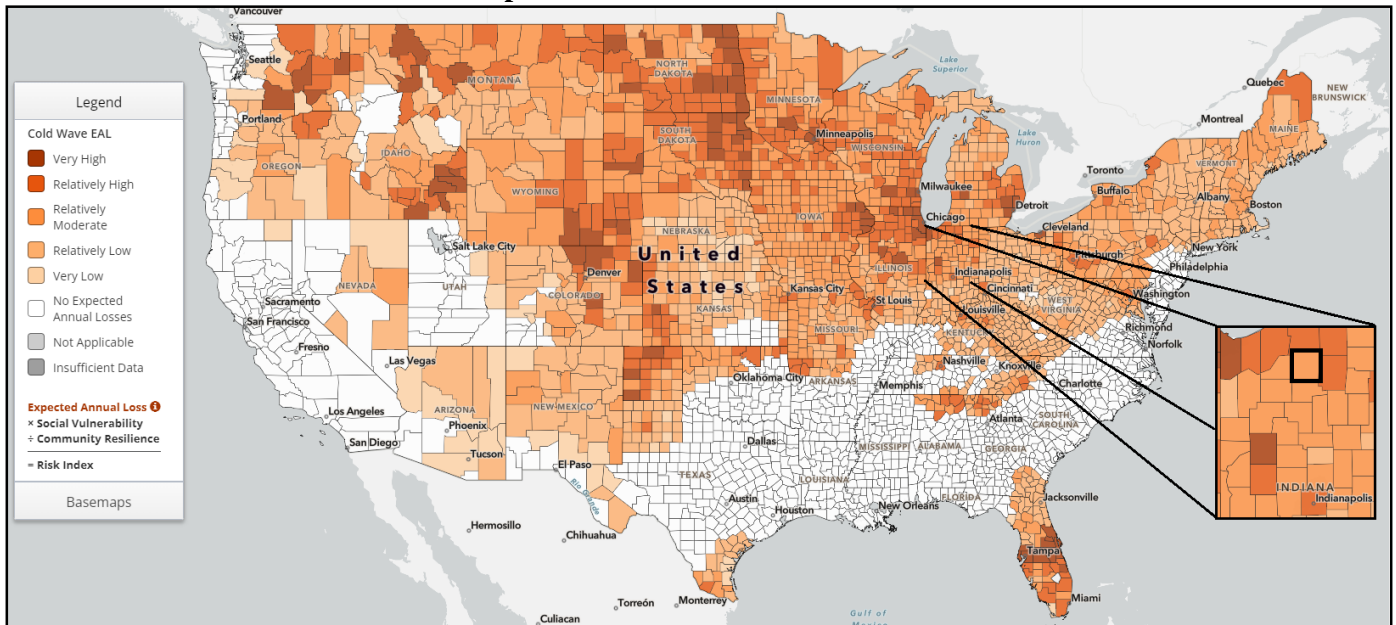 Vancouver
Seattle
Portland
OREGON
IDAHO
MONTANA
NORTH
DAKOTA
SOUTH
DAKOTA
WYOMING
MINNESOTA
Minneapolis
WISCONSIN
Lake
Superior
Lake
Huron
Quebec
NEW
BRUNSWICK
Montreal
MAINE
VERMONT
Toronto
Buffalo
Albany
Boston
Milwaukee
Detroit
Chicago
Cleveland
New York
Pittsburgh
Philadelphia
Washington
IOWA
NEBRASKA
United
States
Salt Lake City
Denver
NEVADA
UTAH
COLORADO
KANSAS
Kansas City
ILLINOIS
St Louis
Indianapolis
Cincinnati
Louisville
WEST
VIRGINIA
MISSOURI
KENTUCKY
Richmond
Norfolk
Sacramento
San Francisco
Fresno
Las Vegas
Los Angeles
San Diego
ARIZONA
Phoenix
Tucson
NEW MEXICO
El Paso
Rio Grande
Oklahoma City
ARKANSAS
Memphis
Nashville
Knoxville
Charlotte
SOUTH
CAROLINA
Atlanta
Dallas
TEXAS
LOUISIANA
MISSISSIPPI
ALABAMA
GEORGIA
Austin
Houston
New Orleans
FLORIDA
Jacksonville
Tampa
Miami
Hermosillo
Chihuahua
Torreón
Monterrey
Culiacan
Gulf of
Legend
Cold Wave EAL
Very High
Relatively High
Relatively
Moderate
Relatively Low
Very Low
No Expected
Annual Losses
Not Applicable
Insufficient Data
Expected Annual Loss
× Social Vulnerability
÷ Community Resilience
= Risk Index
Basemaps
INDIANA
Indianapolis